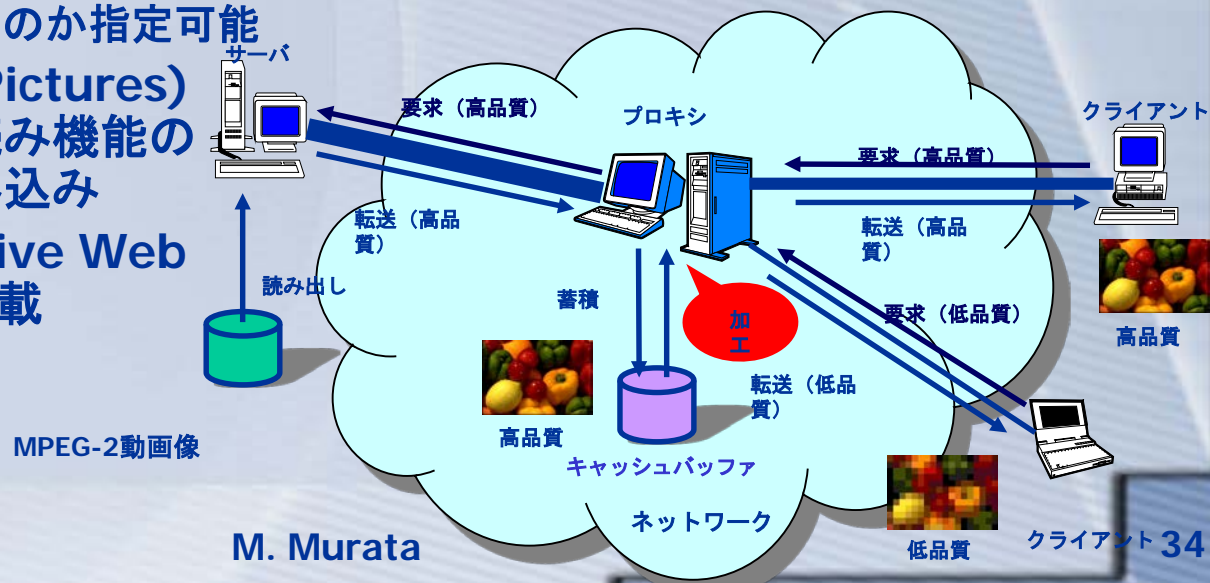 のか指定可能
Pictures)
み機能の
込み
ive Web
載
サーバ
要求（高品質）
プロキシ
クライアント
要求（高品質）
転送（高品
質）
転送（高品
質）
読み出し
蓄積
加
工
要求（低品質）
高品質
転送（低品
質）
高品質
MPEG-2動画像
キャッシュバッファ
ネットワーク
低品質
クライアント
M. Murata
34